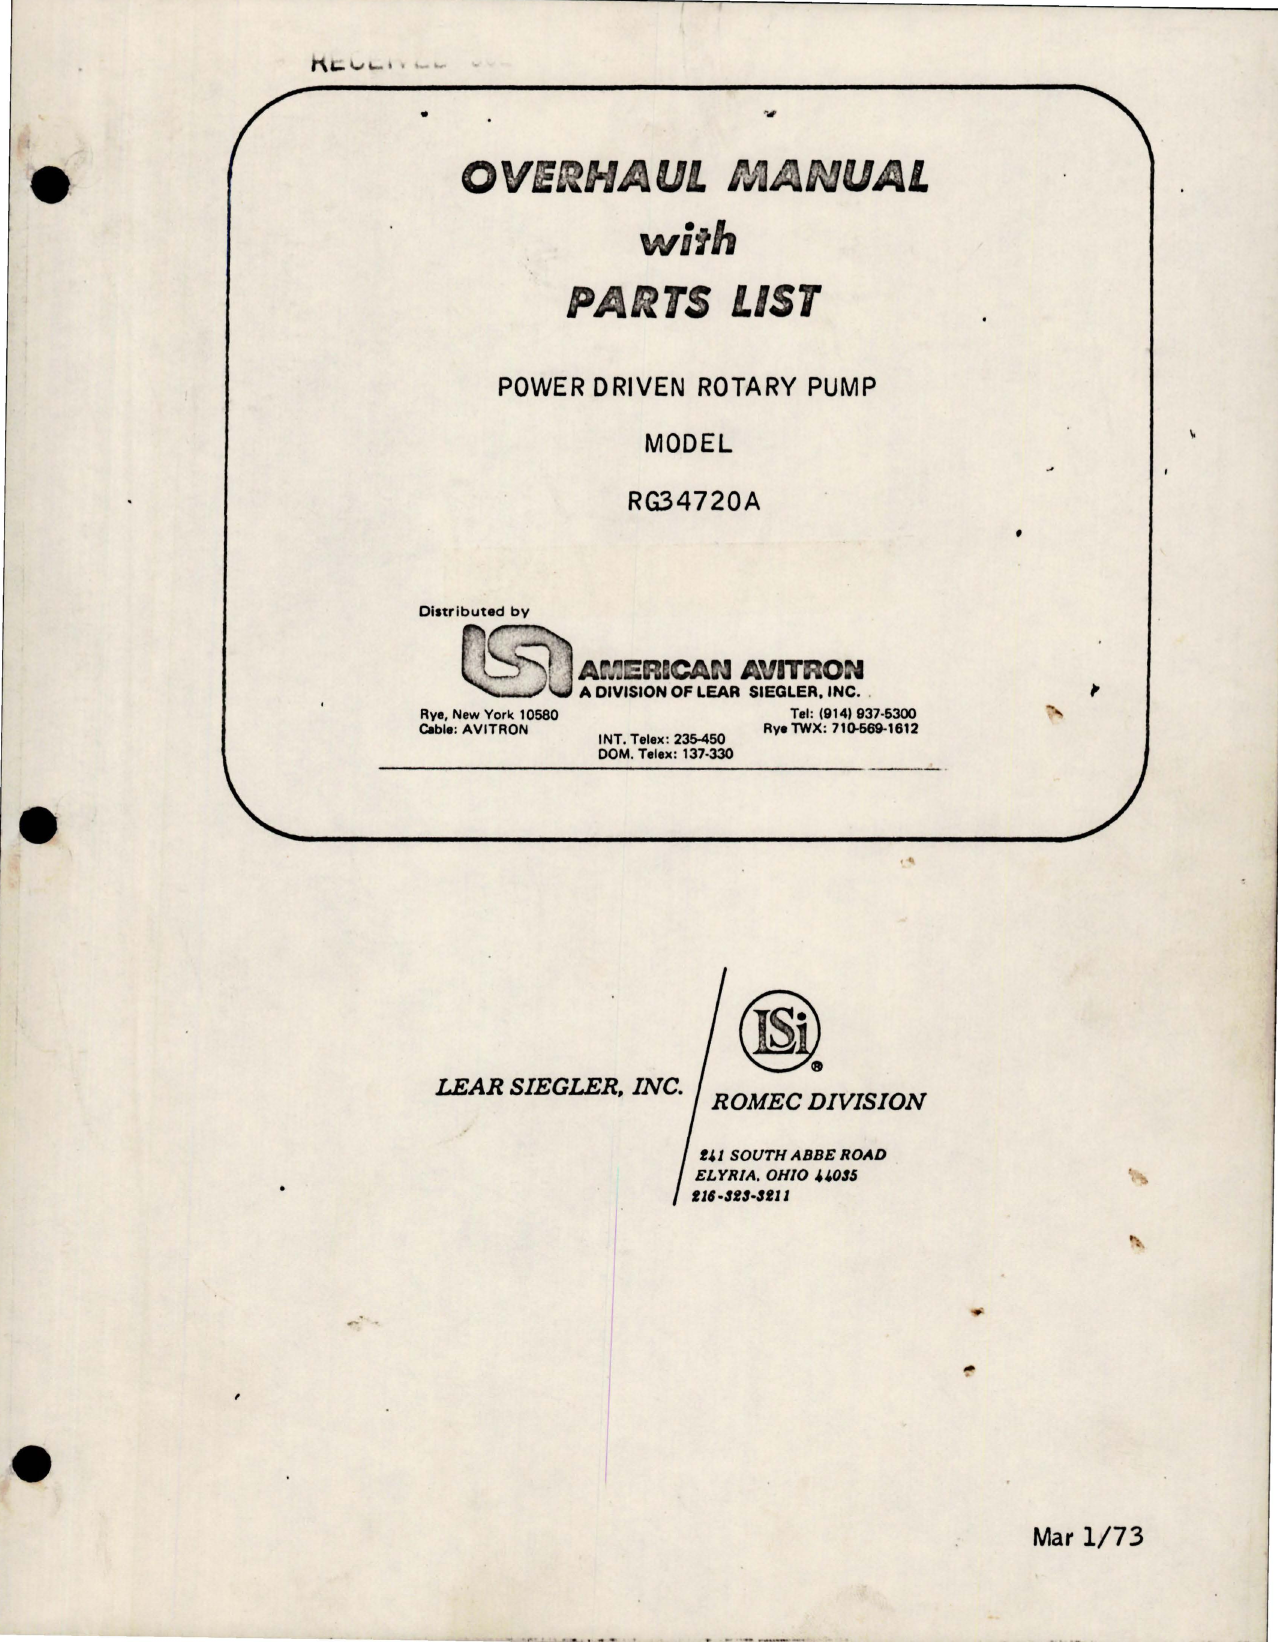 OVERHAUL MANUAL
with
PARTS LIST
POWER DRIVEN ROTARY PUMP
MODEL
RG34720A
Distributed by
LSI
AMERICAN AVITRON
A DIVISION OF LEAR SIEGLER, INC.
Rye, New York 10580
Cable: AVITRON
Tel: (914) 937-5300
Rye TWX: 710-569-1612
INT. Telex: 235-450
DOM. Telex: 137-330
LSi
®
LEAR SIEGLER, INC.
ROMEC DIVISION
241 SOUTH ABBE ROAD
ELYRIA, OHIO 44035
216-323-3211
Mar 1/73